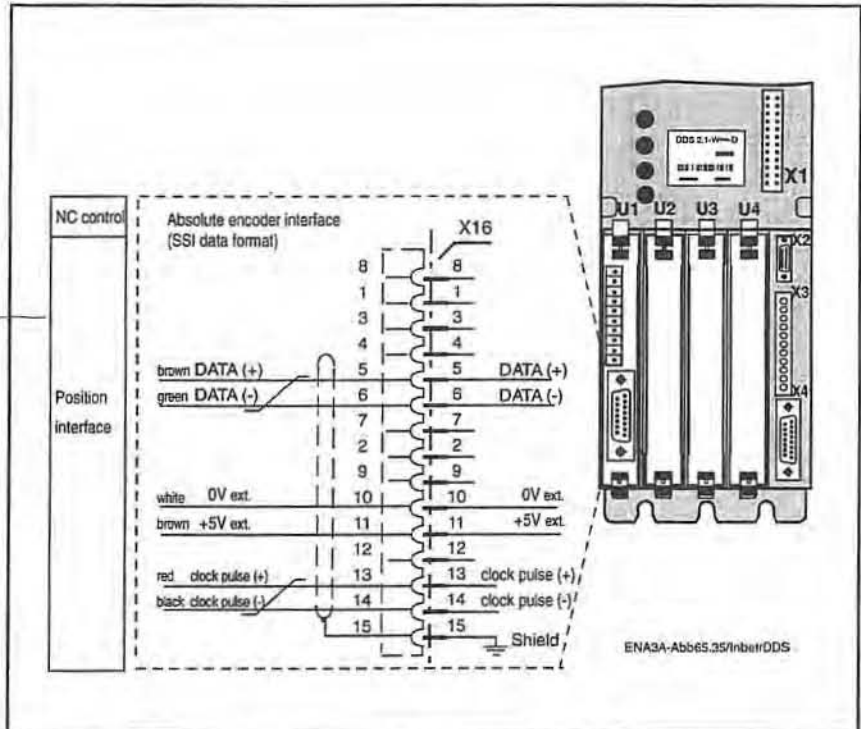 NC control
Position
interface
Absolute encoder interface
(SSI data format)
X16
8 8
1 1
3 3
4 4
brown DATA (+) 5 5 DATA (+)
green DATA (-) 6 6 DATA (-)
7 7
2 2
9 9
white 0V ext. 10 10 0V ext.
brown +5V ext. 11 11 +5V ext.
12 12
red clock pulse (+) 13 13 clock pulse (+)
black clock pulse (-) 14 14 clock pulse (-)
15 15 Shield
DDS 2.1-W
D
X1
U1 U2 U3 U4
X2
X3
X4
ENA3A-Abb65.35/InbetrDDS